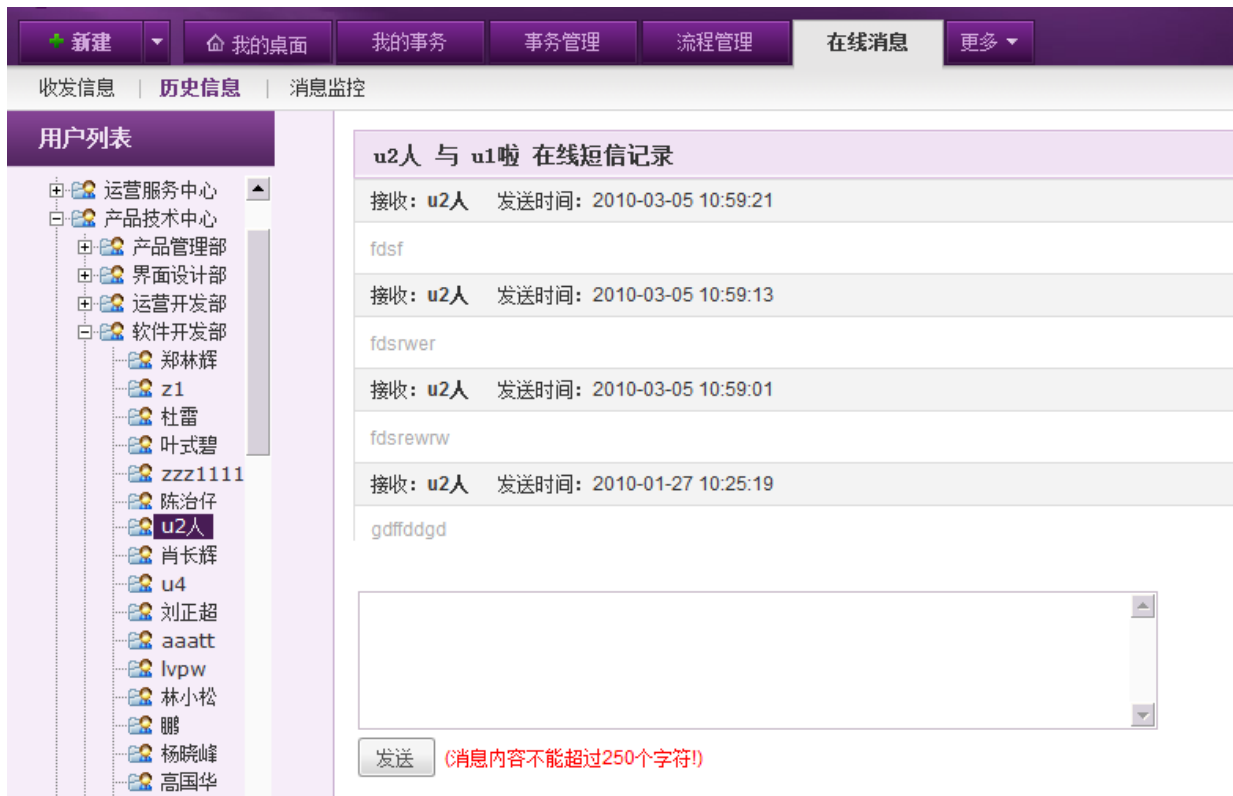 新建 我的桌面 我的事务 事务管理 流程管理 在线消息 更多
收发信息 | 历史信息 | 消息监控
用户列表
运营服务中心
产品技术中心
产品管理部
界面设计部
运营开发部
软件开发部
郑林辉
z1
杜雷
叶式碧
zzz1111
陈治仔
u2人
肖长辉
u4
刘正超
aaatt
lvpw
林小松
鹏
杨晓峰
高国华
u2人 与 u1啦 在线短信记录
接收：u2人 发送时间：2010-03-05 10:59:21
fdsf
接收：u2人 发送时间：2010-03-05 10:59:13
fdsrwer
接收：u2人 发送时间：2010-03-05 10:59:01
fdsrewrw
接收：u2人 发送时间：2010-01-27 10:25:19
gdffddgd
发送 (消息内容不能超过250个字符!)